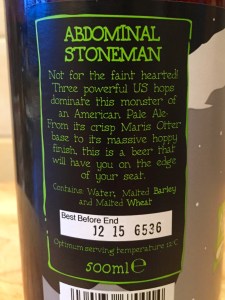 ABDOMINAL
STONEMAN
Not for the faint hearted!
Three powerful US hops
dominate this monster of
an American Pale Ale.
From its crisp Maris Otter
base to its massive hoppy
finish, this is a beer that
will have you on the edge
of your seat.
Contains Water, Malted Barley
and Malted Wheat
Best Before End
12 15 6536
Optimum serving temperature 12°C
500ml e